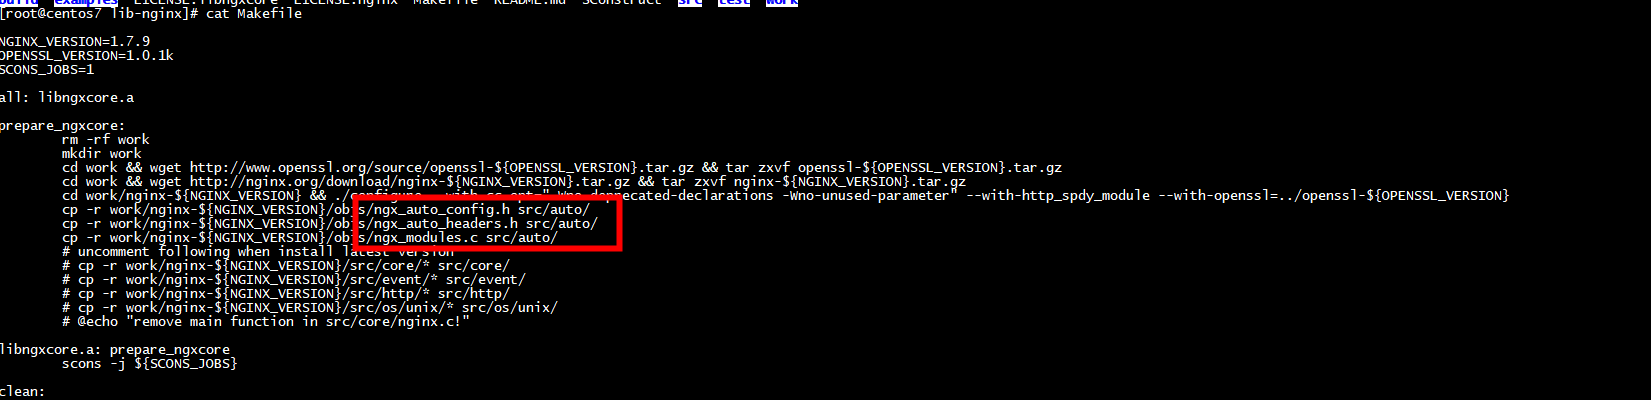 build examples LICENSE.libngxcore LICENSE.nginx Makefile README.md SConstruct src test work
[root@centos7 lib-nginx]# cat Makefile
NGINX_VERSION=1.7.9
OPENSSL_VERSION=1.0.1k
SCONS_JOBS=1
all: libngxcore.a
prepare_ngxcore:
rm -rf work
mkdir work
cd work && wget http://www.openssl.org/source/openssl-${OPENSSL_VERSION}.tar.gz && tar zxvf openssl-${OPENSSL_VERSION}.tar.gz
cd work && wget http://nginx.org/download/nginx-${NGINX_VERSION}.tar.gz && tar zxvf nginx-${NGINX_VERSION}.tar.gz
cd work/nginx-${NGINX_VERSION} && ./configure --with-cc-opt="-Wno-deprecated-declarations -Wno-unused-parameter" --with-http_spdy_module --with-openssl=../openssl-${OPENSSL_VERSION}
cp -r work/nginx-${NGINX_VERSION}/objs/ngx_auto_config.h src/auto/
cp -r work/nginx-${NGINX_VERSION}/objs/ngx_auto_headers.h src/auto/
cp -r work/nginx-${NGINX_VERSION}/objs/ngx_modules.c src/auto/
# uncomment following when install latest version
# cp -r work/nginx-${NGINX_VERSION}/src/core/* src/core/
# cp -r work/nginx-${NGINX_VERSION}/src/event/* src/event/
# cp -r work/nginx-${NGINX_VERSION}/src/http/* src/http/
# cp -r work/nginx-${NGINX_VERSION}/src/os/unix/* src/os/unix/
# @echo "remove main function in src/core/nginx.c!"
libngxcore.a: prepare_ngxcore
scons -j ${SCONS_JOBS}
clean: